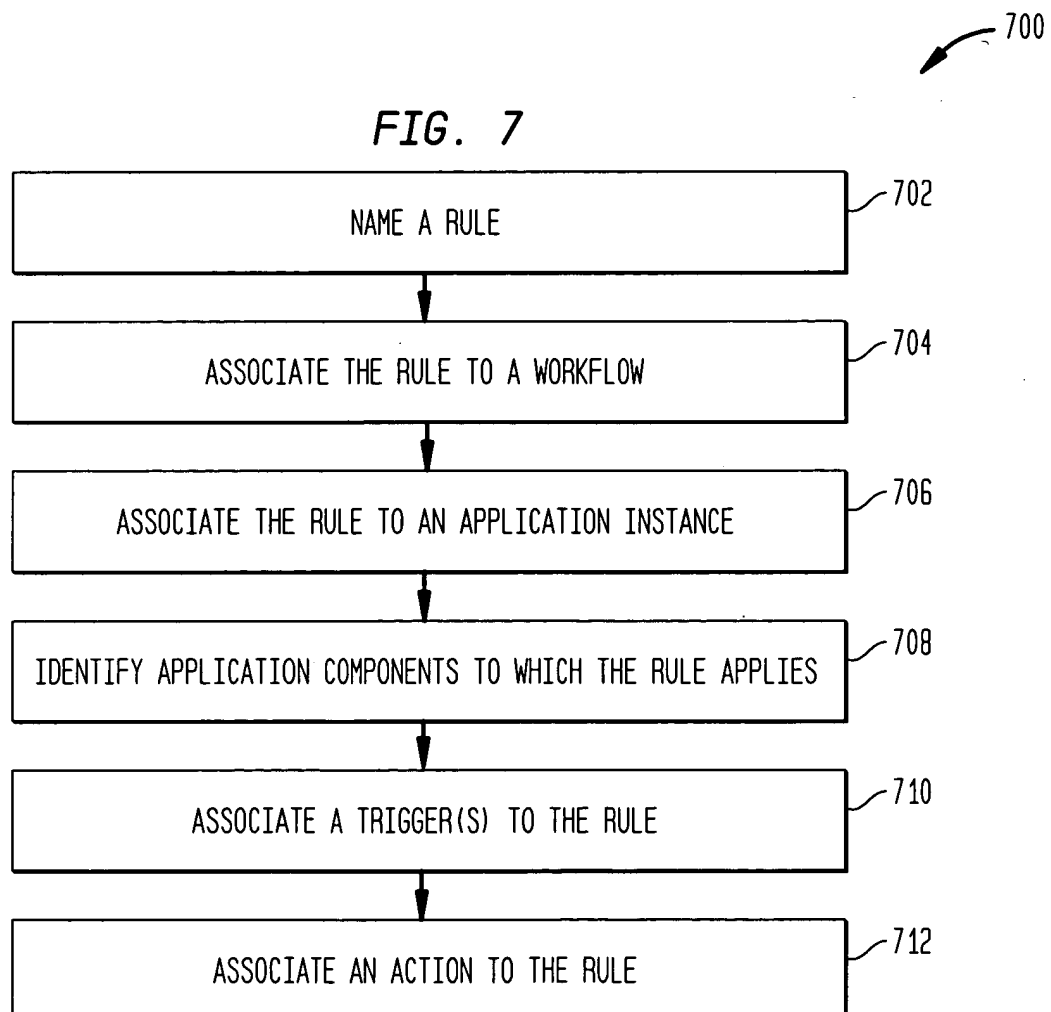 700
FIG. 7
NAME A RULE
702
ASSOCIATE THE RULE TO A WORKFLOW
704
ASSOCIATE THE RULE TO AN APPLICATION INSTANCE
706
IDENTIFY APPLICATION COMPONENTS TO WHICH THE RULE APPLIES
708
ASSOCIATE A TRIGGER(S) TO THE RULE
710
ASSOCIATE AN ACTION TO THE RULE
712